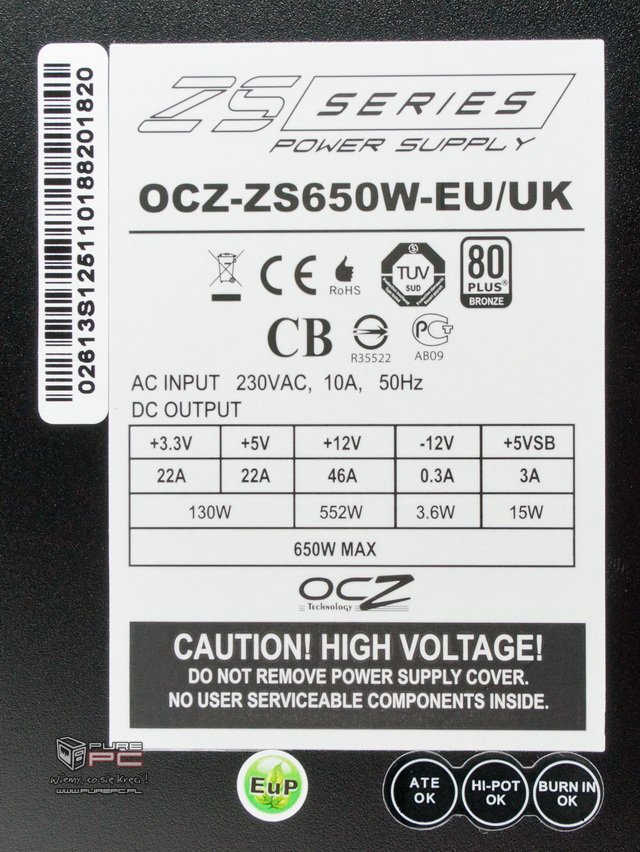 02613S12511018820​1820
ZS SERIES
POWER SUPPLY
OCZ-ZS650W-EU/UK
CE
RoHS
TUV
SUD
80
PLUS®
BRONZE
CB
R35522
PCT
AB09
AC INPUT 230VAC, 10A, 50Hz
DC OUTPUT
+3.3V +5V +12V -12V +5VSB
22A 22A 46A 0.3A 3A
130W 552W 3.6W 15W
650W MAX
OCZ
Technology
CAUTION! HIGH VOLTAGE!
DO NOT REMOVE POWER SUPPLY COVER.
NO USER SERVICEABLE COMPONENTS INSIDE.
PURE
PC
Wiemy, co się kręci!
WWW.PUREPC.PL
EuP
ATE
OK
HI-POT
OK
BURN IN
OK